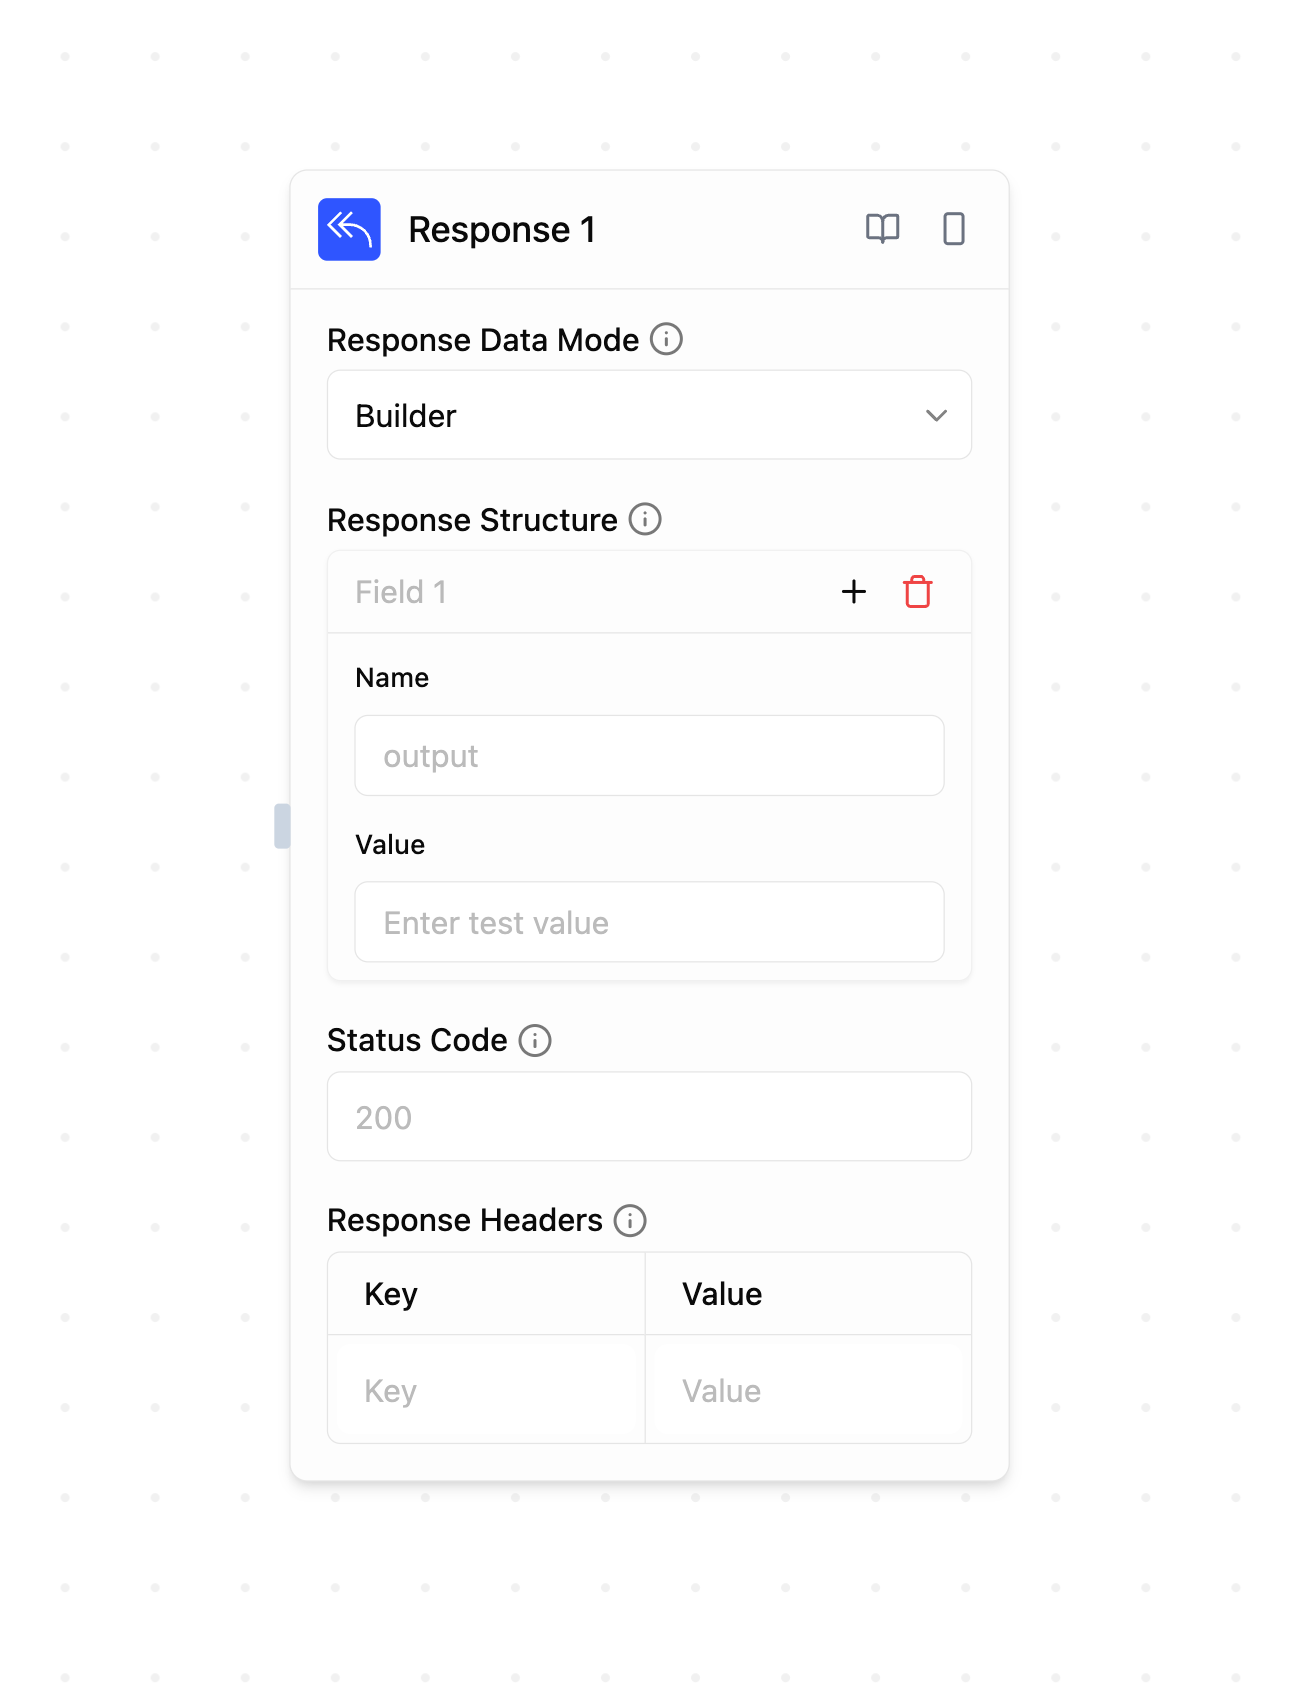 Response 1
Response Data Mode
Builder
Response Structure
Field 1
Name
output
Value
Enter test value
Status Code
200
Response Headers
Key Value
Key Value